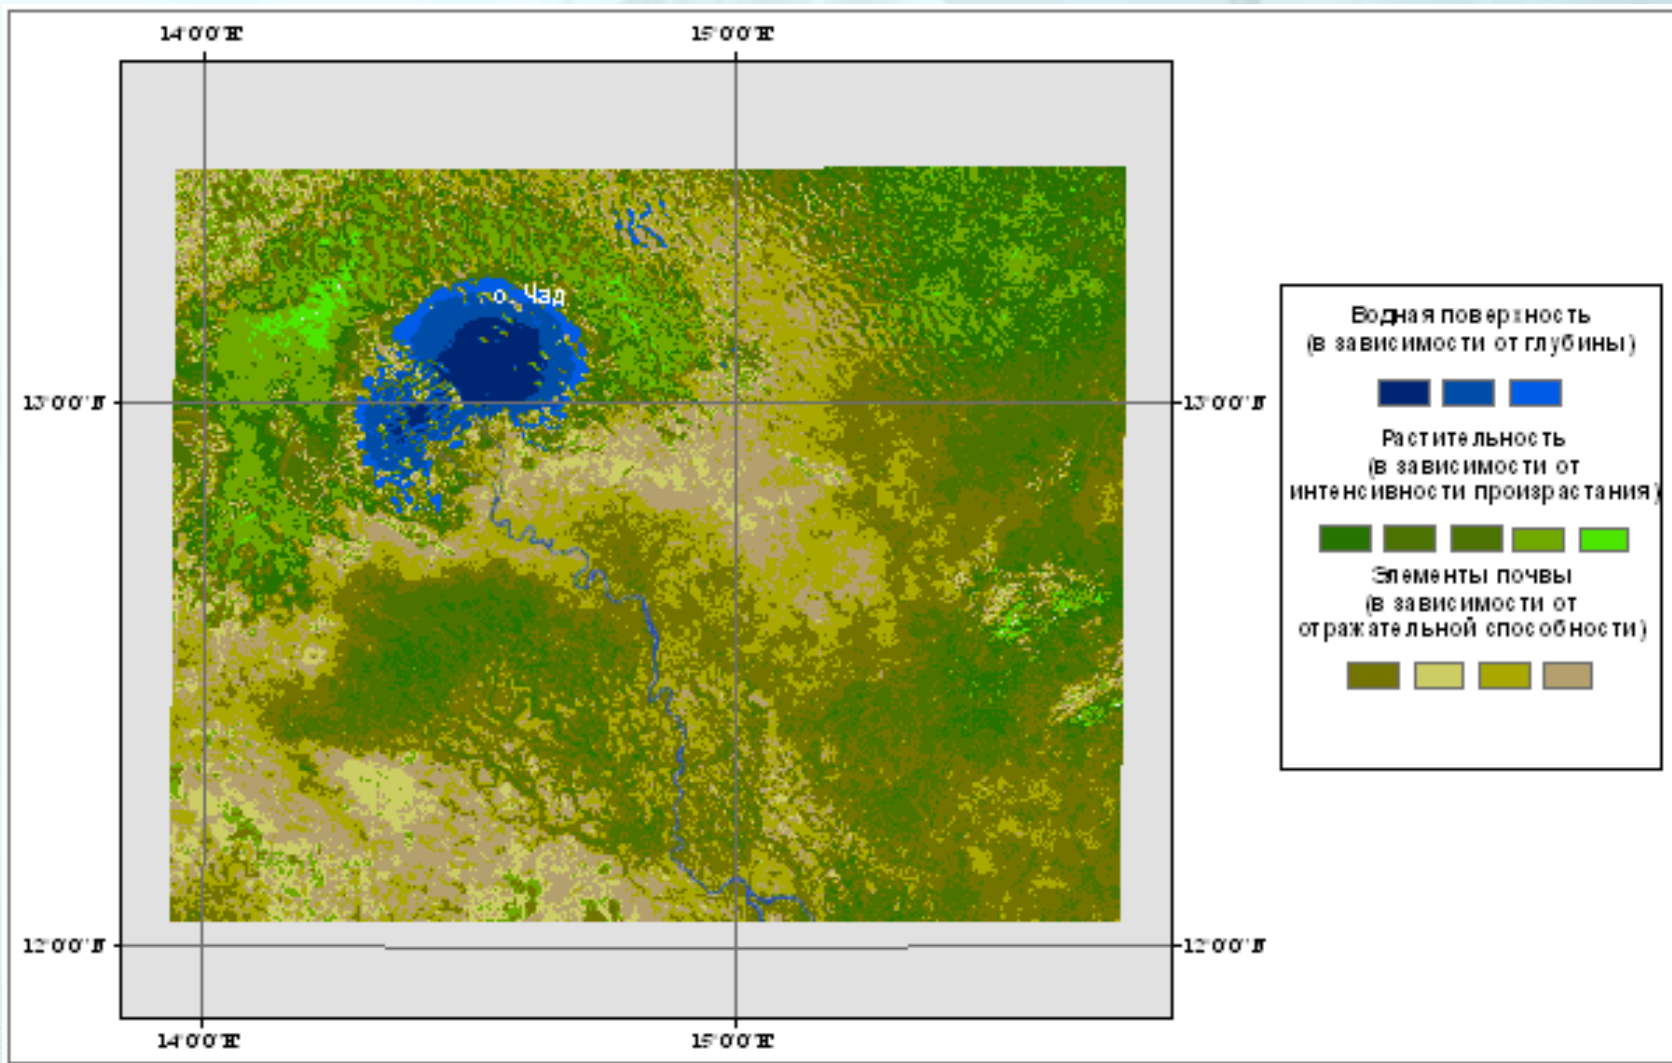 14°0'0"E 15°0'0"E
о. Чад
13°0'0"N 13°0'0"N
12°0'0"N 12°0'0"N
14°0'0"E 15°0'0"E
Водная поверхность
(в зависимости от глубины)
Растительность
(в зависимости от
интенсивности произрастания)
Элементы почвы
(в зависимости от
отражательной способности)